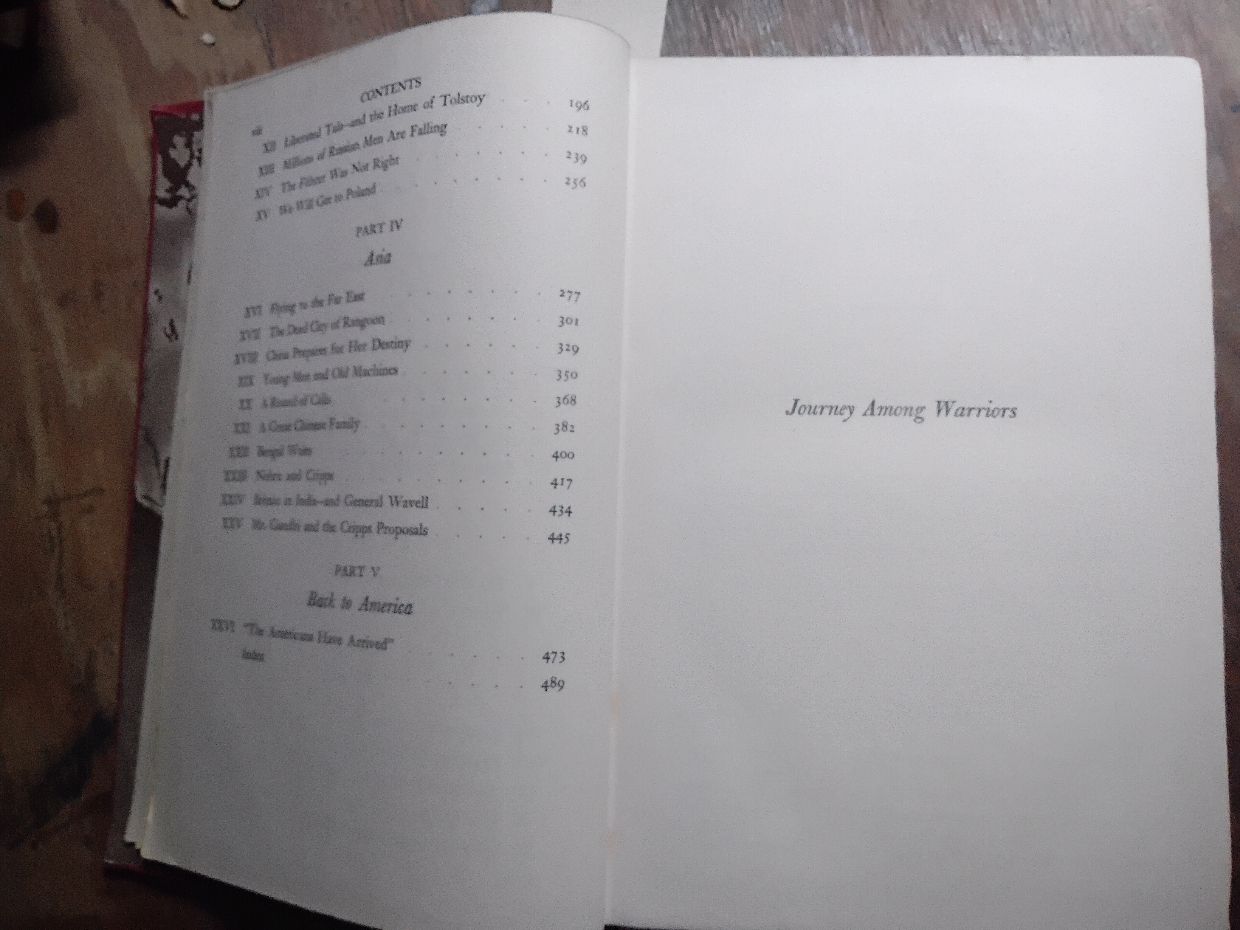 viii
CONTENTS
XII Liberated Tula—and the Home of Tolstoy 196
XIII Millions of Russian Men Are Falling 218
XIV The Führer Was Not Right 239
XV We Will Get to Poland 256
PART IV
Asia
XVI Flying to the Far East 277
XVII The Dead City of Rangoon 301
XVIII China Prepares for Her Destiny 329
XIX Young Men and Old Machines 350
XX A Round of Calls 368
XXI A Great Chinese Family 382
XXII Bengal Waits 400
XXIII Nehru and Cripps 417
XXIV Britain in India—and General Wavell 434
XXV Mr. Gandhi and the Cripps Proposals 445
PART V
Back to America
XXVI "The Americans Have Arrived" 473
Index 489
Journey Among Warriors